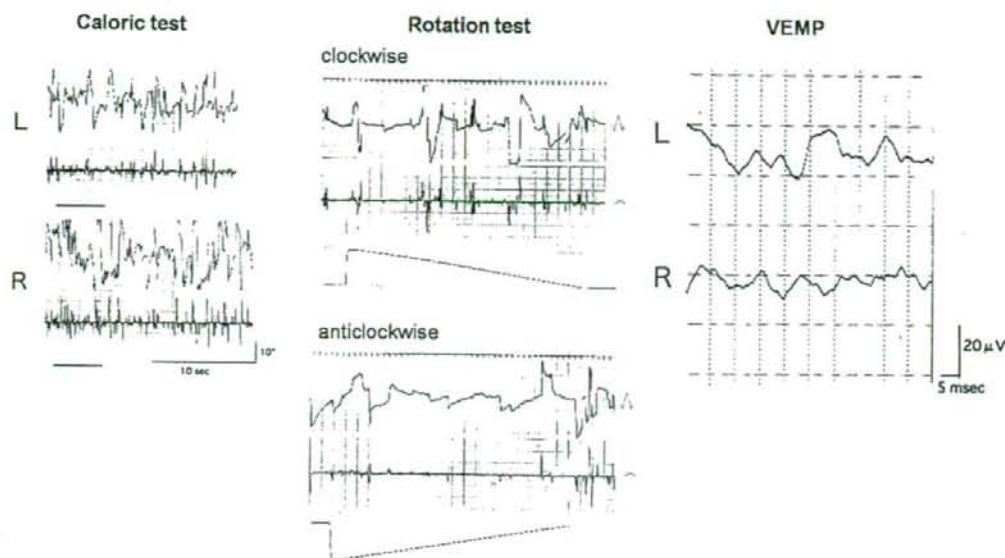 Caloric test
L
R
10°
10 sec
Rotation test
clockwise
anticlockwise
VEMP
L
R
20 μV
5 msec